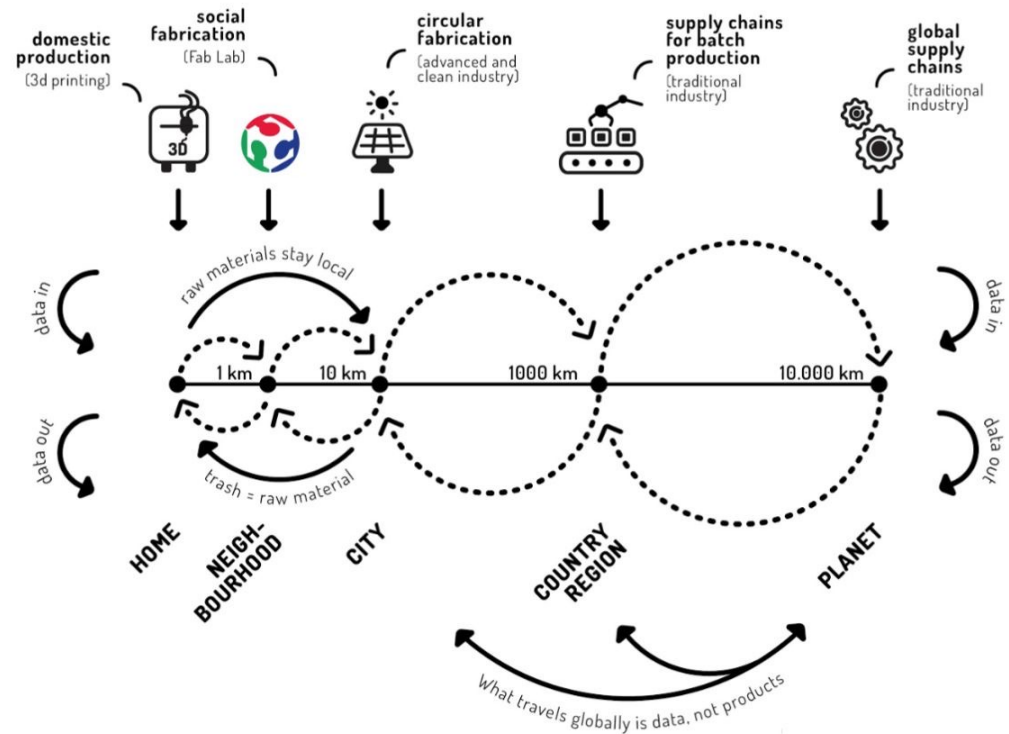 domestic
production
(3d printing)
social
fabrication
(Fab Lab)
circular
fabrication
(advanced and
clean industry)
supply chains
for batch
production
(traditional
industry)
global
supply
chains
(traditional
industry)
3D
raw materials stay local
data in
data in
1 km
10 km
1000 km
10.000 km
data out
data out
trash = raw material
HOME
NEIGH-
BOURHOOD
CITY
COUNTRY
REGION
PLANET
What travels globally is data, not products